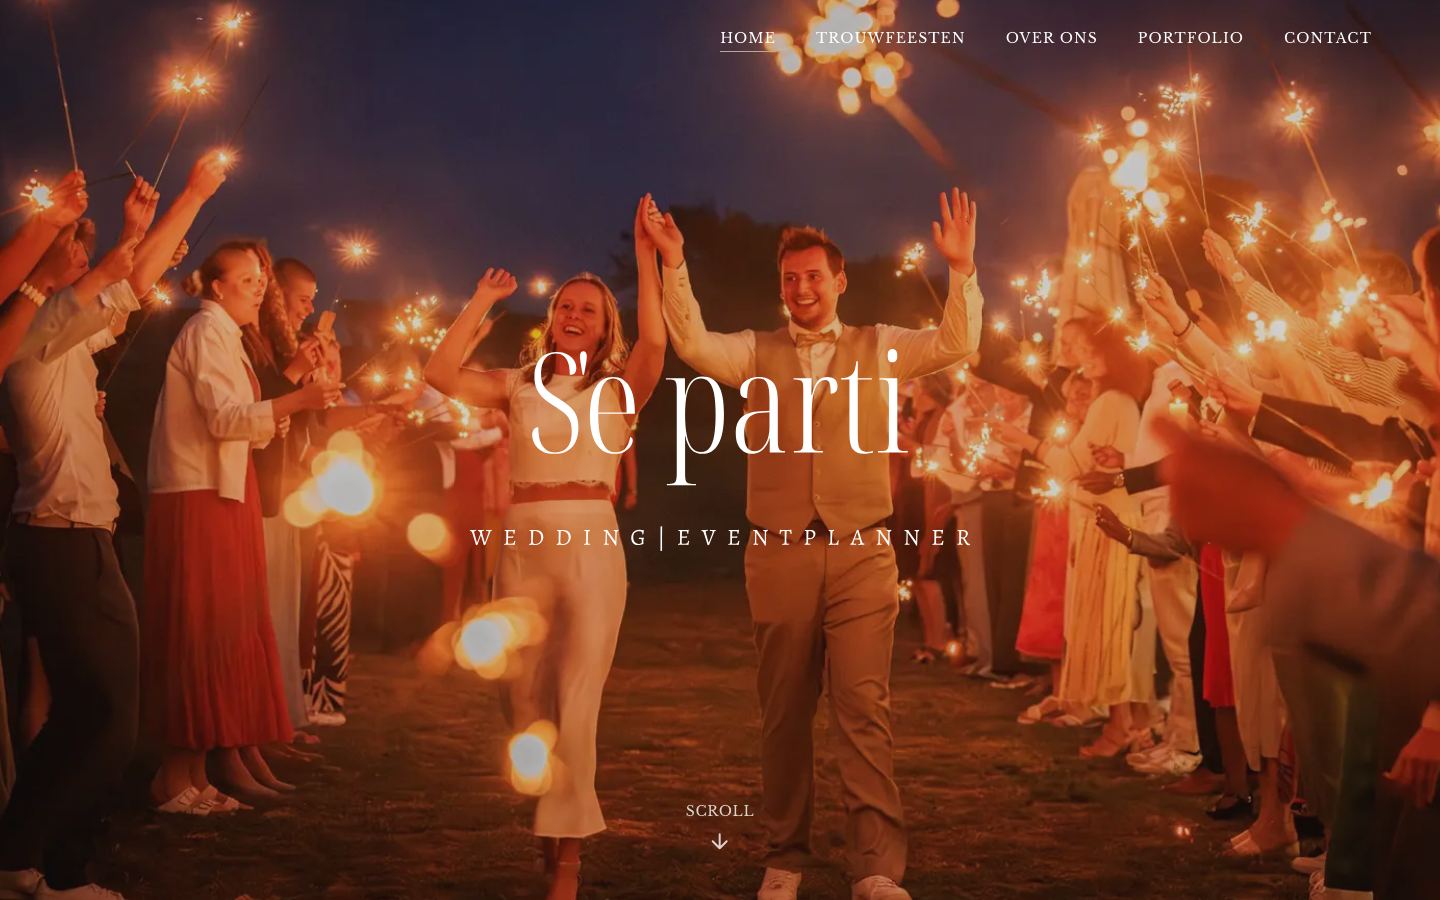 HOME TROUWFEESTEN OVER ONS PORTFOLIO CONTACT
S'e parti
WEDDING|EVENTPLANNER
SCROLL